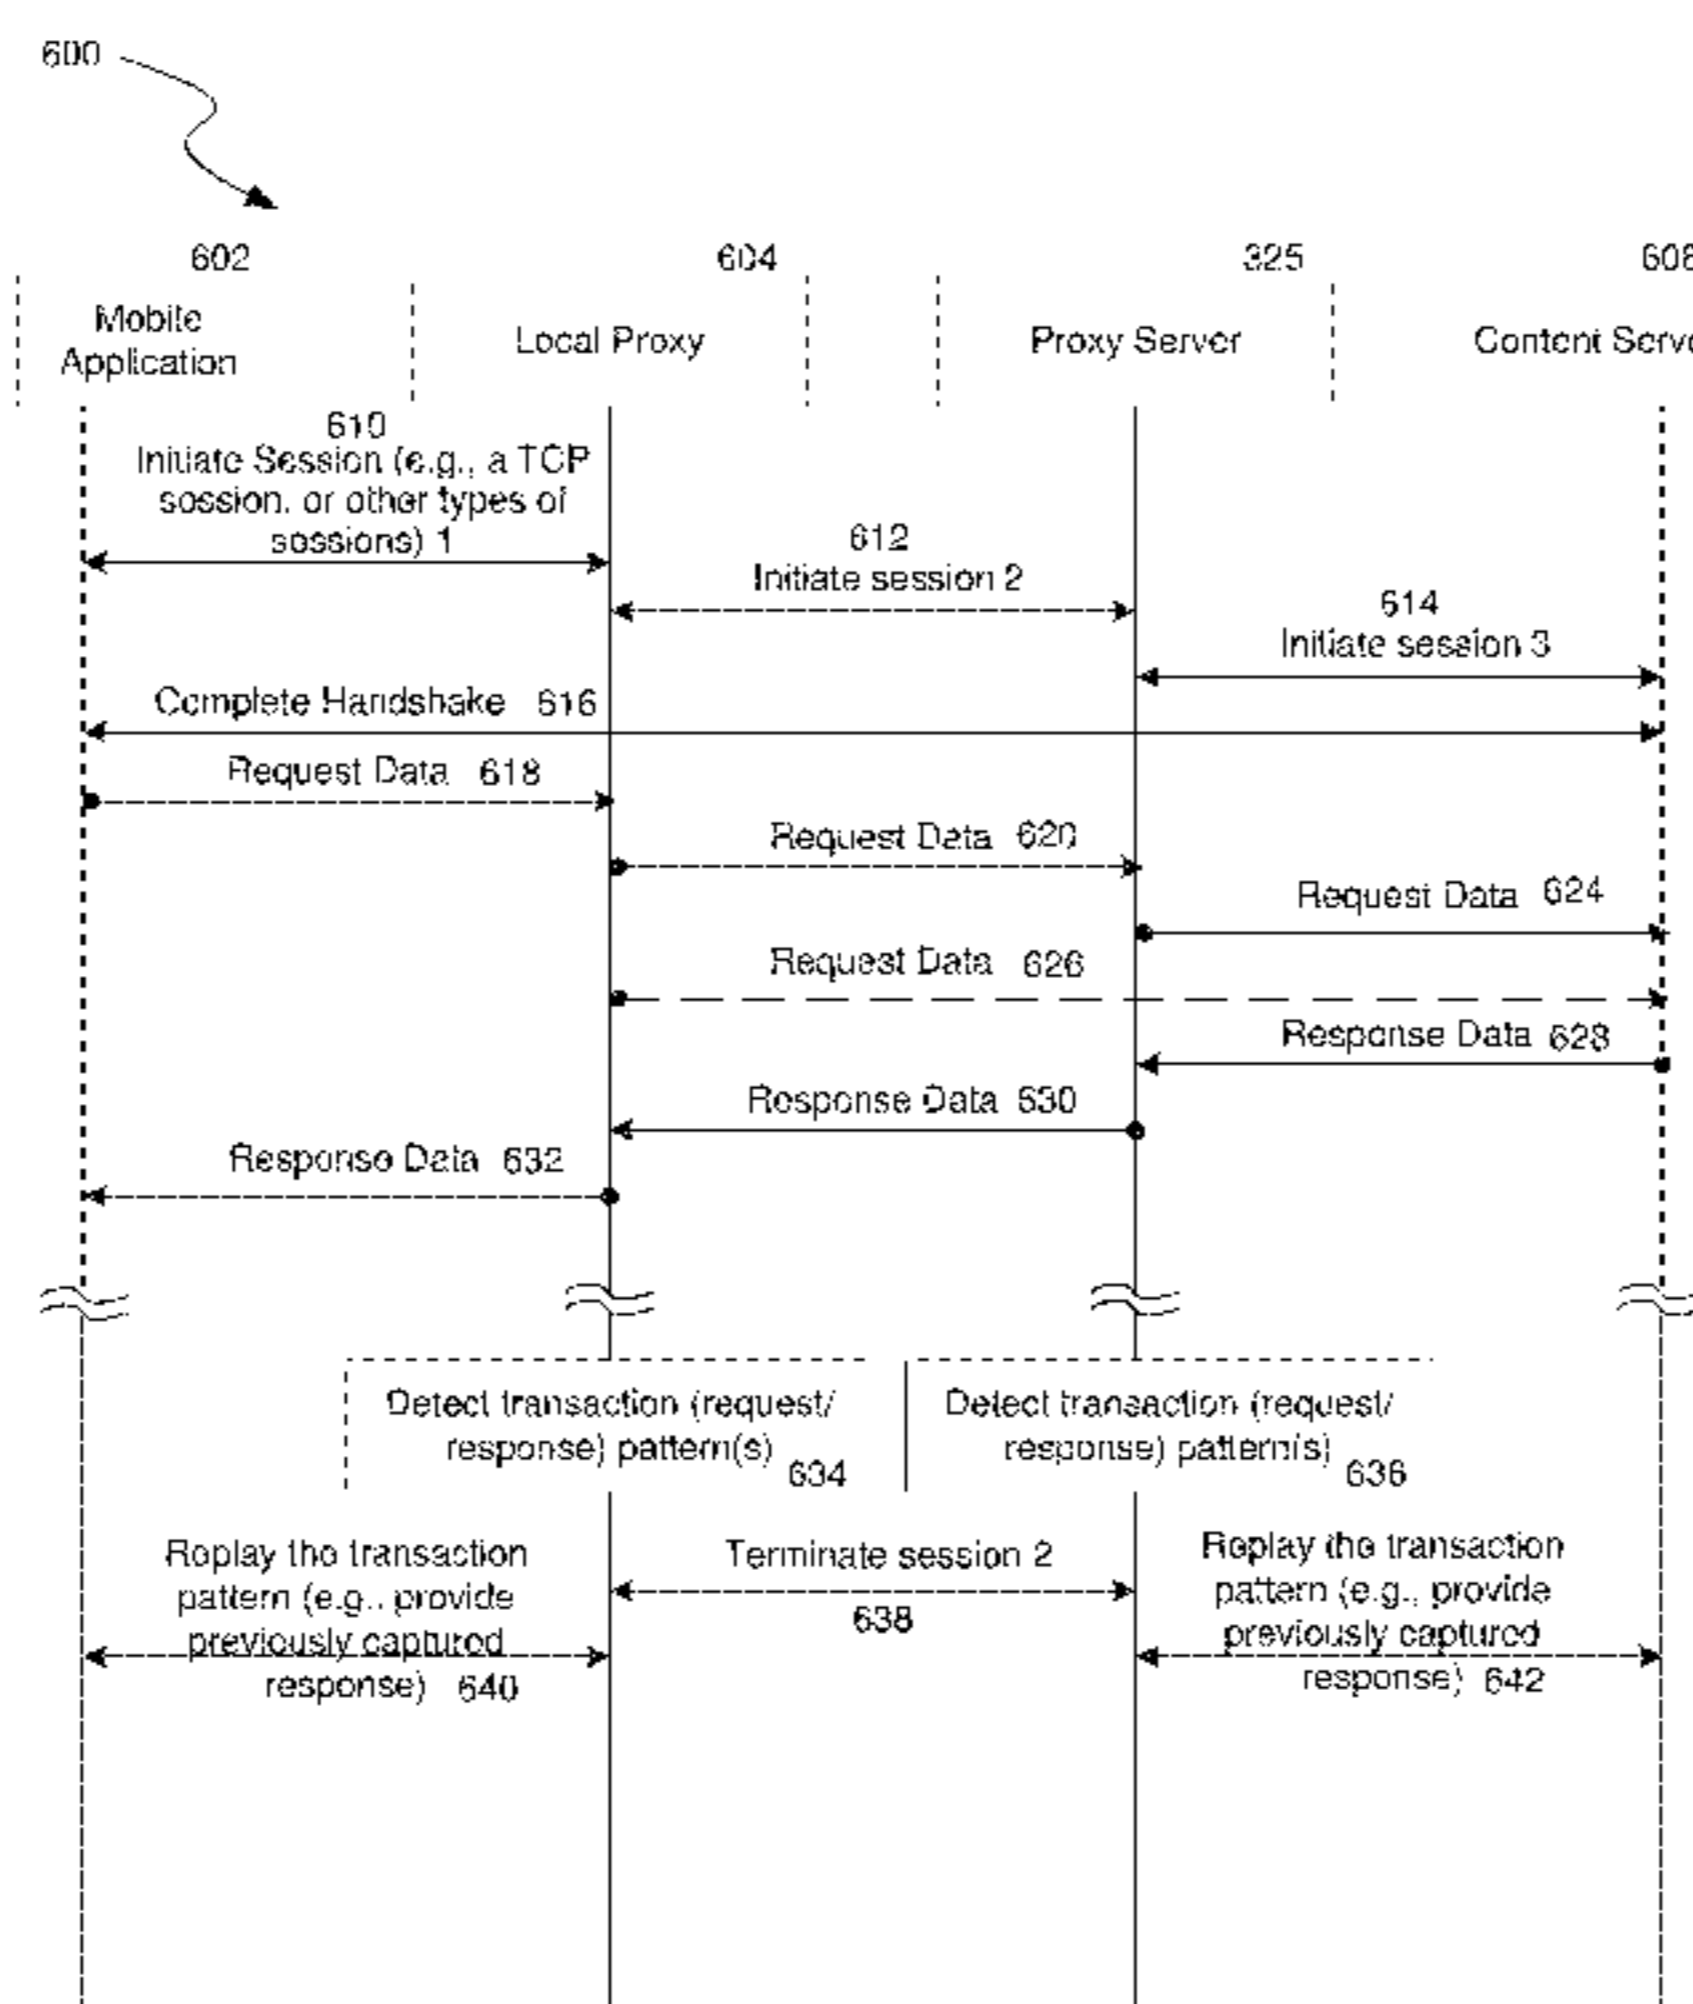 600
602
604
325
608
Mobile
Application
Local Proxy
Proxy Server
Content
610
Initiate Session (e.g., a TCP
session, or other types of
sessions) 1
612
Initiate session 2
614
Initiate session 3
Complete Handshake 616
Request Data 618
Request Data 620
Request Data 624
Request Data 626
Response Data 628
Response Data 630
Response Data 632
Detect transaction (request/
response) pattern(s)
634
Detect transaction (request/
response) pattern(s)
636
Replay the transaction
pattern (e.g., provide
previously captured
response) 640
Terminate session 2
638
Replay the transaction
pattern (e.g., provide
previously captured
response) 642